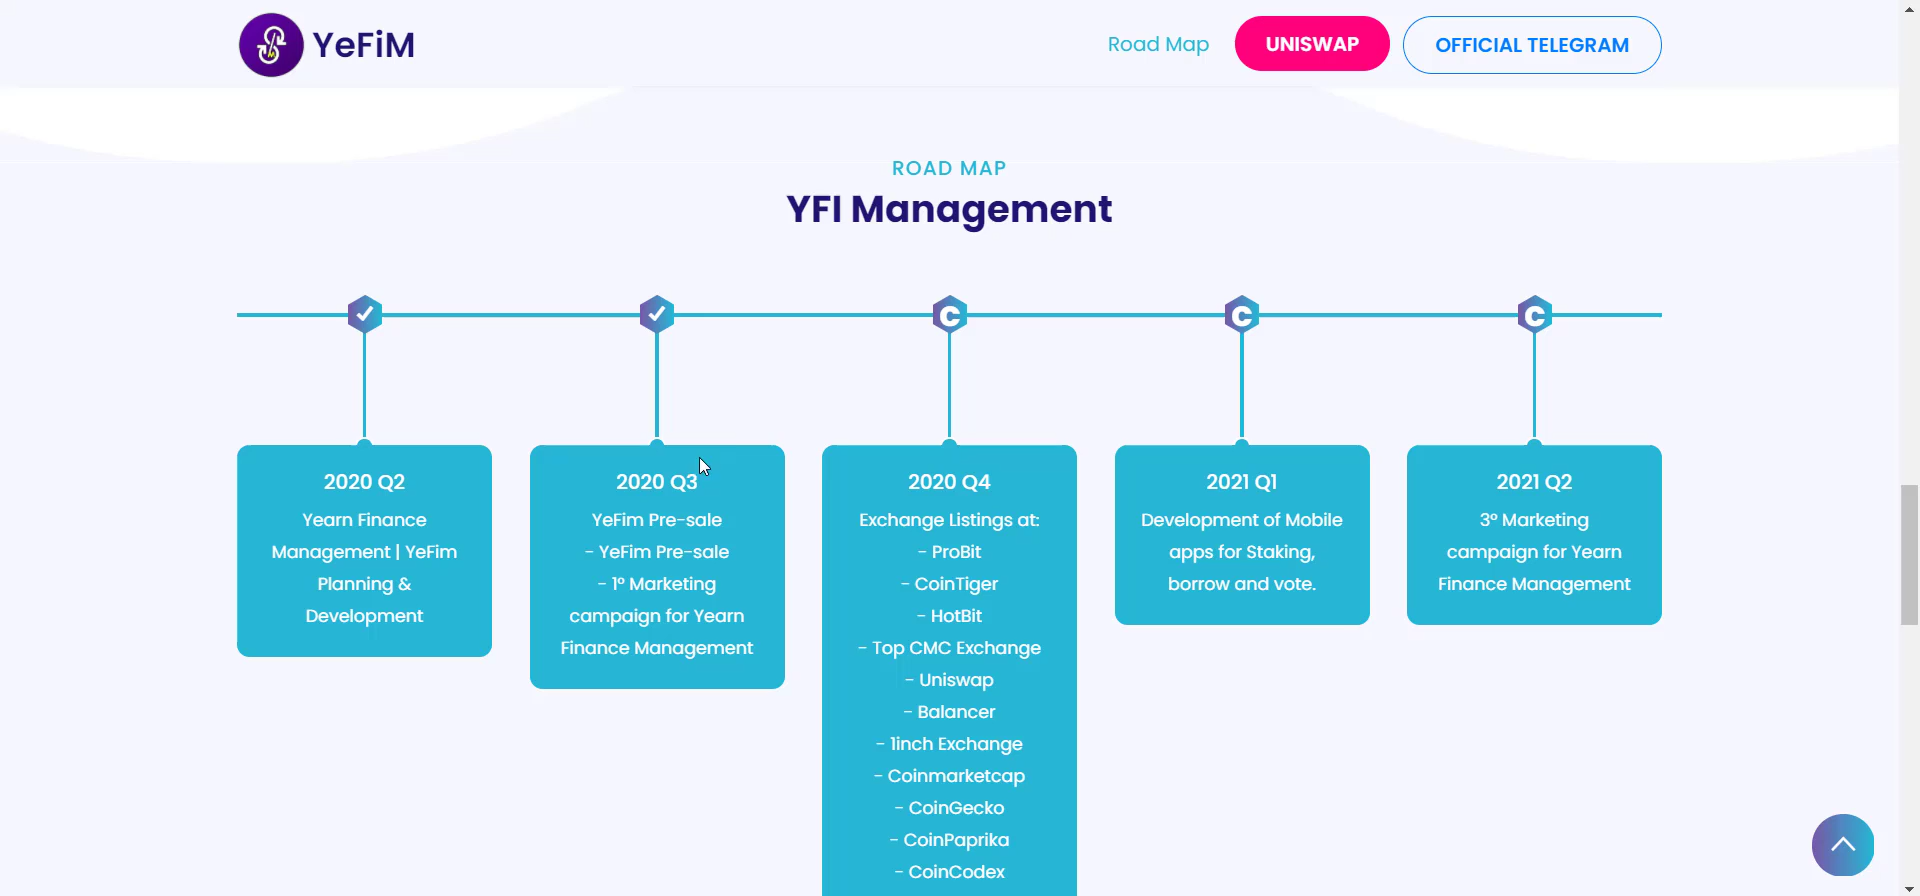 YeFiM
Road Map
UNISWAP
OFFICIAL TELEGRAM
ROAD MAP
YFI Management
2020 Q2
Yearn Finance
Management | YeFim
Planning &
Development
2020 Q3
YeFim Pre-sale
- YeFim Pre-sale
- 1º Marketing
campaign for Yearn
Finance Management
2020 Q4
Exchange Listings at:
- ProBit
- CoinTiger
- HotBit
- Top CMC Exchange
- Uniswap
- Balancer
- 1inch Exchange
- Coinmarketcap
- CoinGecko
- CoinPaprika
- CoinCodex
2021 Q1
Development of Mobile
apps for Staking,
borrow and vote.
2021 Q2
3º Marketing
campaign for Yearn
Finance Management